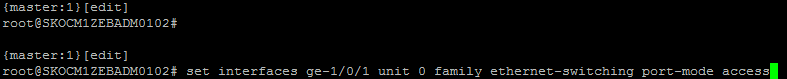 {master:1}[edit]
root@SKOCM1ZEBADM0102#
{master:1}[edit]
root@SKOCM1ZEBADM0102# set interfaces ge-1/0/1 unit 0 family ethernet-switching port-mode access